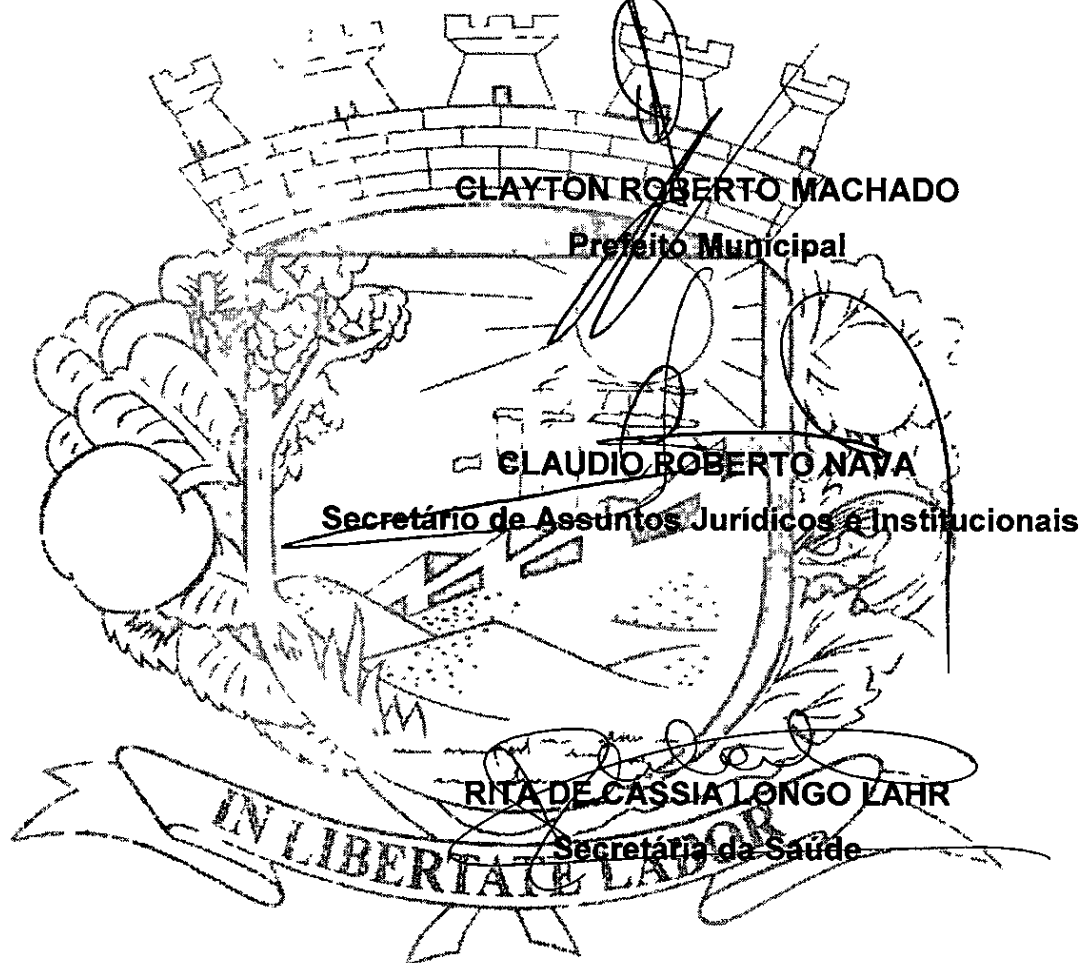 CLAYTON ROBERTO MACHADO
Prefeito Municipal
CLAUDIO ROBERTO NAVA
Secretário de Assuntos Jurídicos e Institucionais
RITA DE CASSIA LONGO LAHR
Secretária da Saúde
IN LIBERTATE LABOR